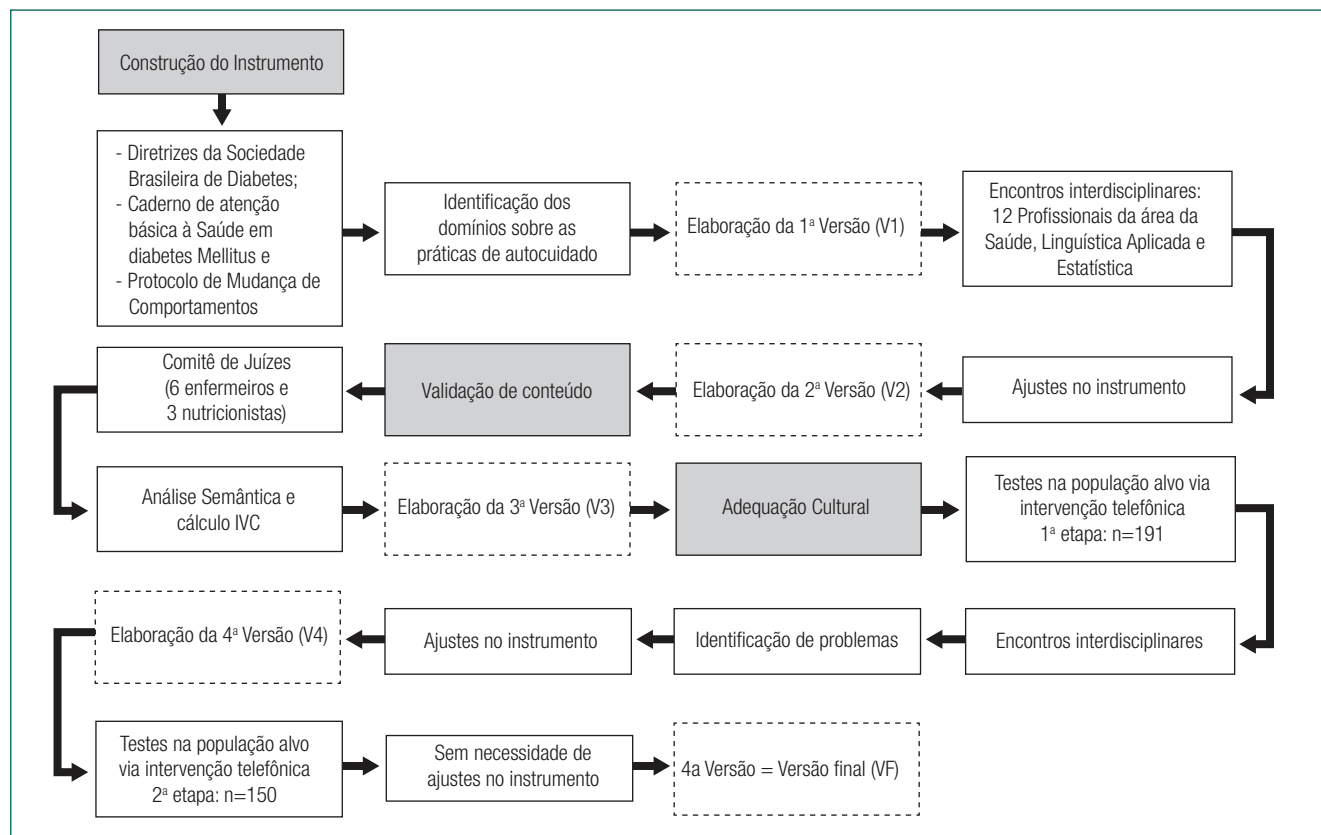 Construção do Instrumento
- Diretrizes da Sociedade
Brasileira de Diabetes;
- Caderno de atenção
básica à Saúde em
diabetes Mellitus e
- Protocolo de Mudança de
Comportamentos
Identificação dos
domínios sobre as
práticas de autocuidado
Elaboração da 1ª Versão (V1)
Encontros interdisciplinares:
12 Profissionais da área da
Saúde, Linguística Aplicada e
Estatística
Ajustes no instrumento
Elaboração da 2ª Versão (V2)
Validação de conteúdo
Comitê de Juízes
(6 enfermeiros e
3 nutricionistas)
Análise Semântica e
cálculo IVC
Elaboração da 3ª Versão (V3)
Adequação Cultural
Testes na população alvo via
intervenção telefônica
1ª etapa: n=191
Encontros interdisciplinares
Identificação de problemas
Ajustes no instrumento
Elaboração da 4ª Versão (V4)
Testes na população alvo
via intervenção telefônica
2ª etapa: n=150
Sem necessidade de
ajustes no instrumento
4a Versão = Versão final (VF)